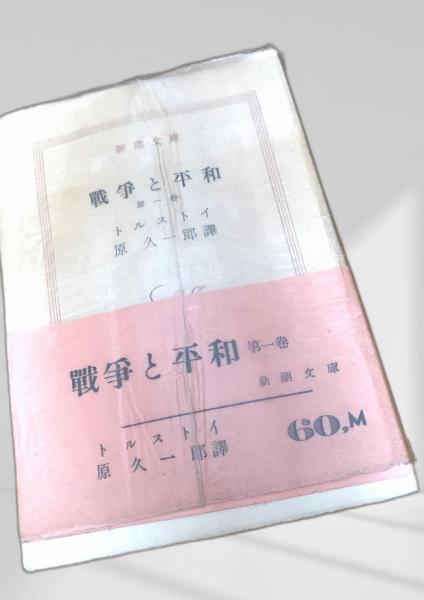 新潮文庫
戰爭と平和
第一卷
トルストイ
原久一郎譯
戰爭と平和 第一卷
新潮文庫
トルストイ
原久一郎譯
60,M